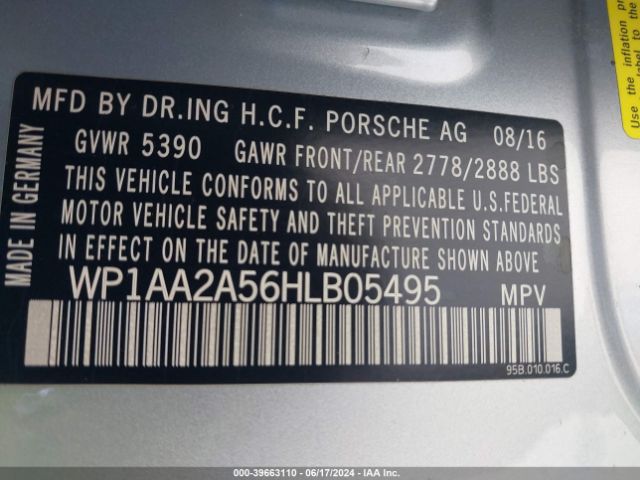 MFD BY DR.ING H.C.F. PORSCHE AG 08/16
GVWR 5390 GAWR FRONT/REAR 2778/2888 LBS
THIS VEHICLE CONFORMS TO ALL APPLICABLE U.S.FEDERAL
MOTOR VEHICLE SAFETY AND THEFT PREVENTION STANDARDS
IN EFFECT ON THE DATE OF MANUFACTURE SHOWN ABOVE.
WP1AA2A56HLB05495 MPV
95B.010.016.C
MADE IN GERMANY
the inflation pr
Use
000-39663110 - 06/17/2024 - IAA Inc.